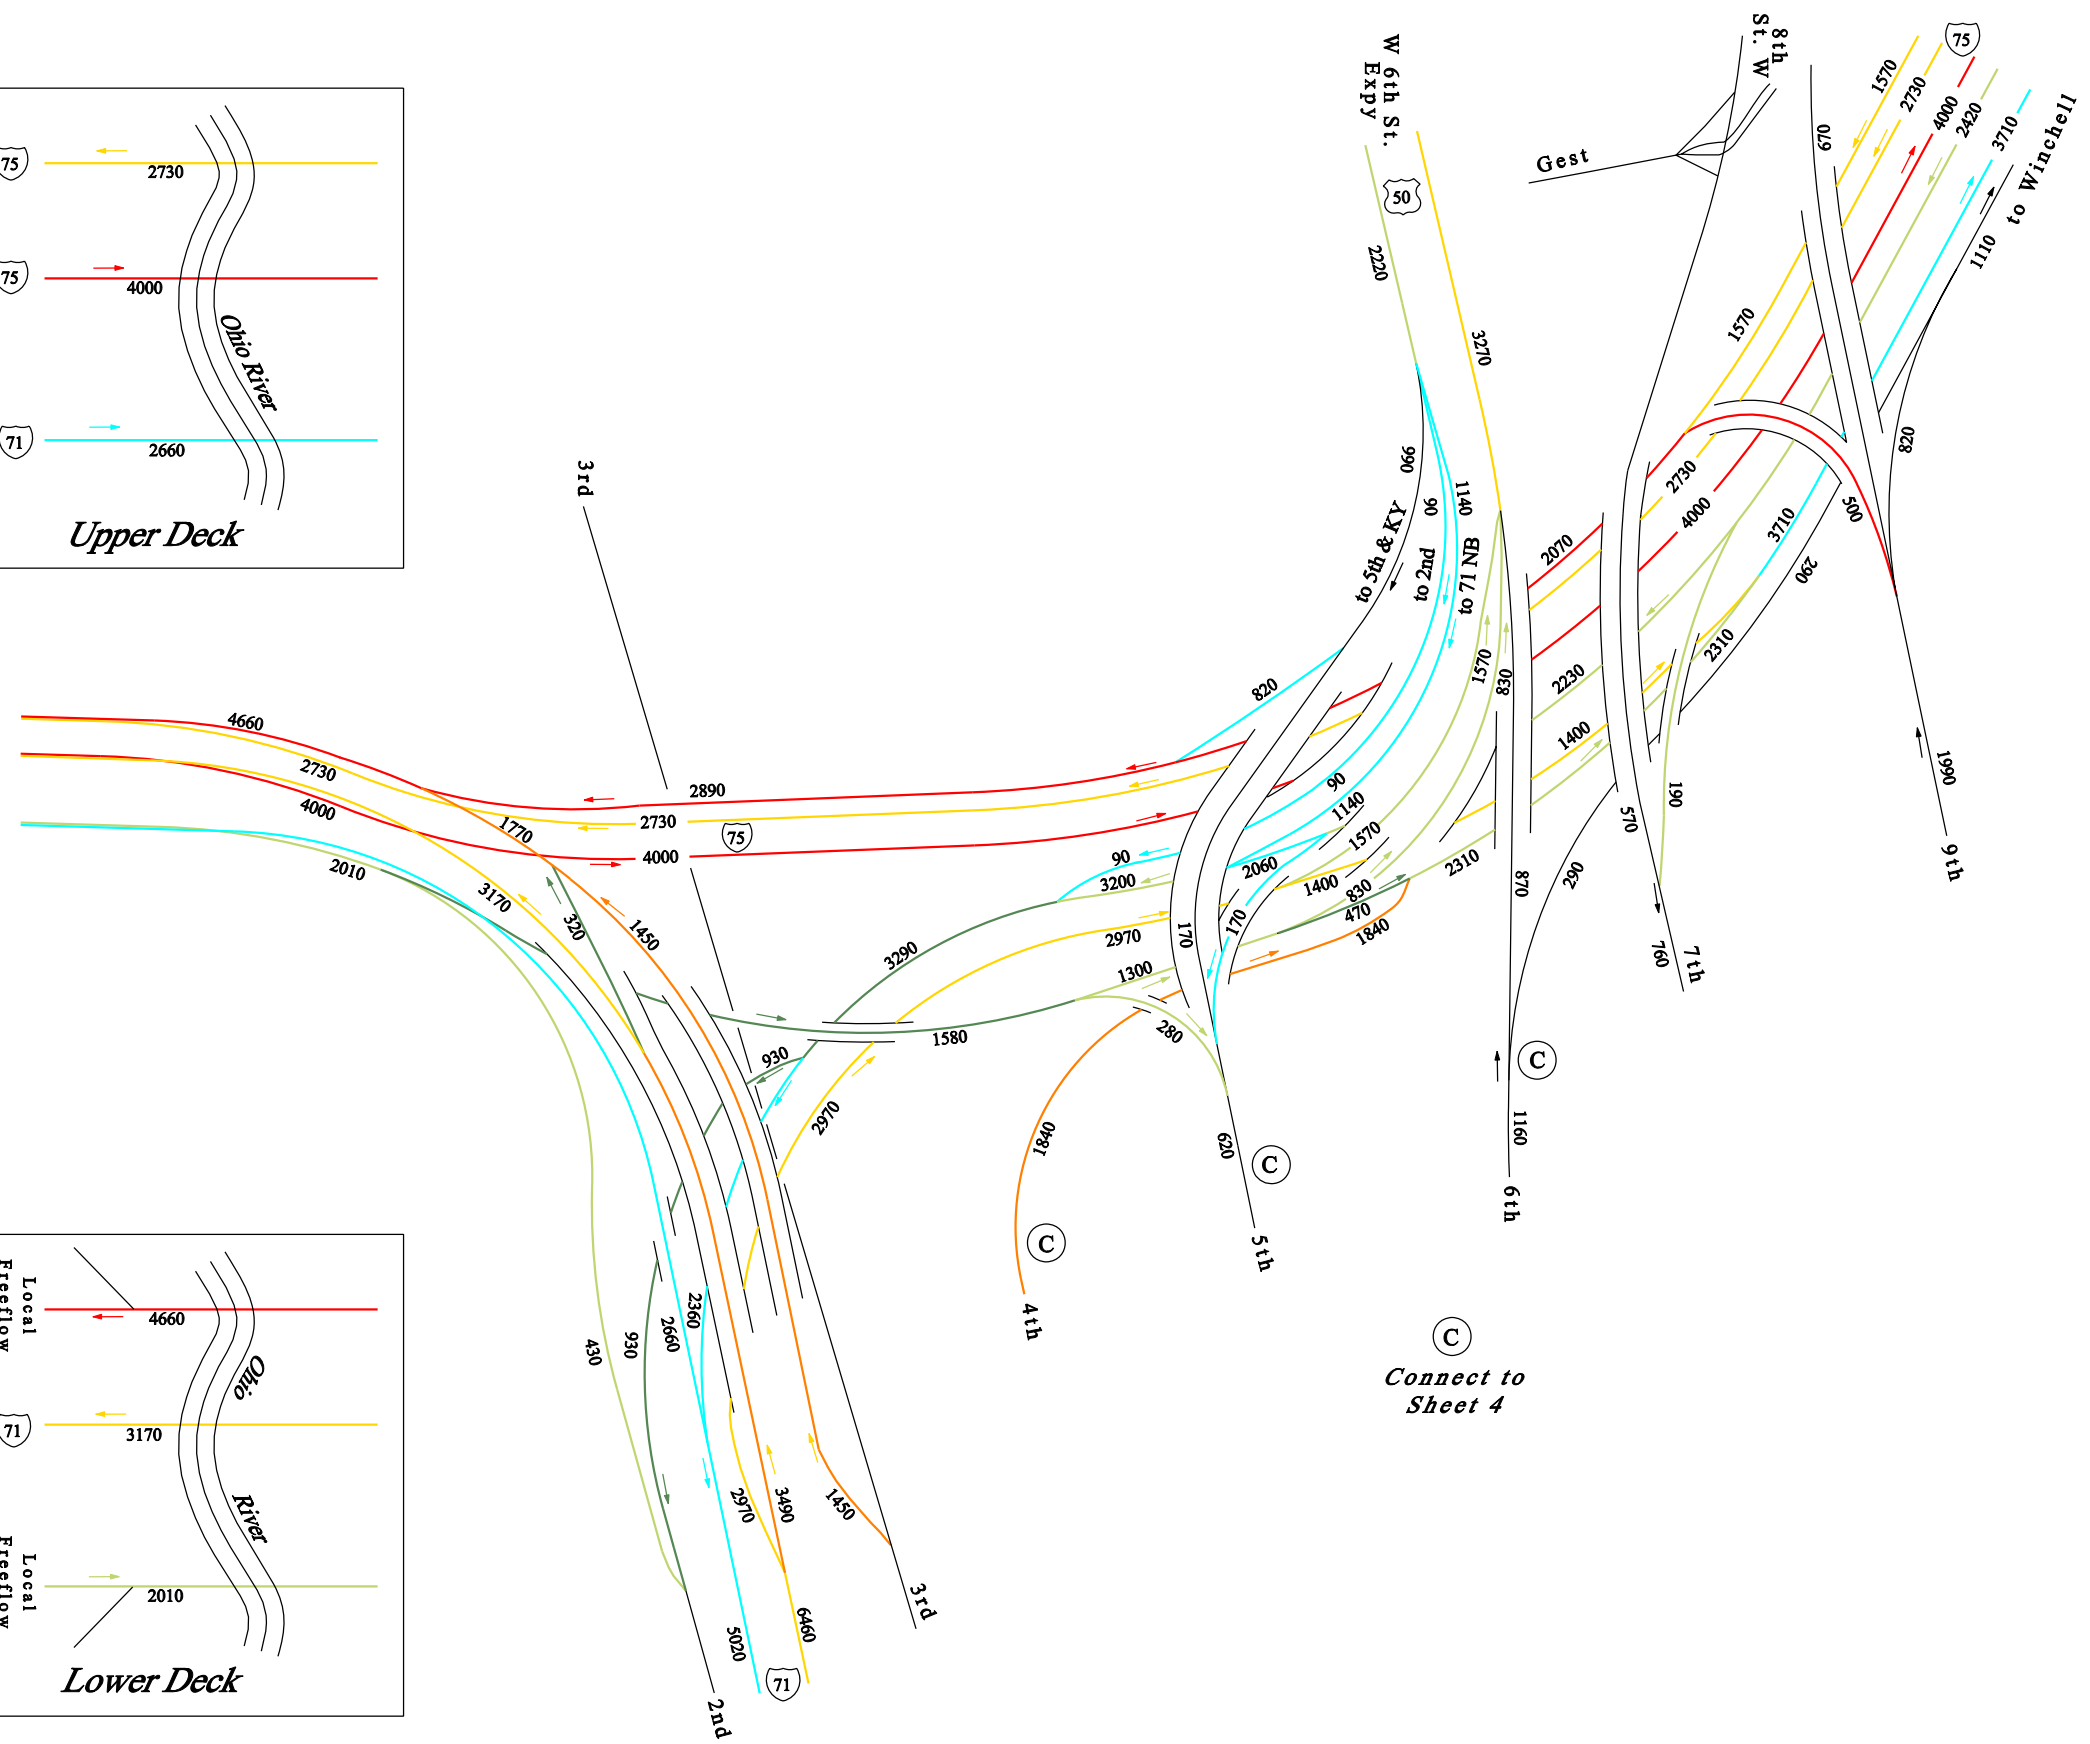 75
2730
75
4000
Ohio River
71
2660
Upper Deck
3rd
W 6th St.
Expy
50
2220
3270
990
90
1140
to 5th & KY
to 2nd
to 71 NB
8th
St. W
Gest
670
75
1570
2730
4000
2420
3710
to Winchell
1110
1570
820
500
2730
4000
3710
290
2070
2230
1400
2310
190
570
760
7th
1990
9th
820
1570
830
90
1140
1570
2060
1400
830
470
1840
2310
870
290
4660
2730
4000
2010
2890
2730
4000
75
1770
3170
320
1450
90
3200
3290
2970
1300
1580
280
170
170
930
2970
1840
C
4th
620
C
5th
C
1160
6th
C
Connect to
Sheet 4
430
930
2660
2360
2970
3490
1450
3rd
5020
6460
71
2nd
Local
Freeflow
4660
Ohio
71
3170
River
Local
Freeflow
2010
Lower Deck